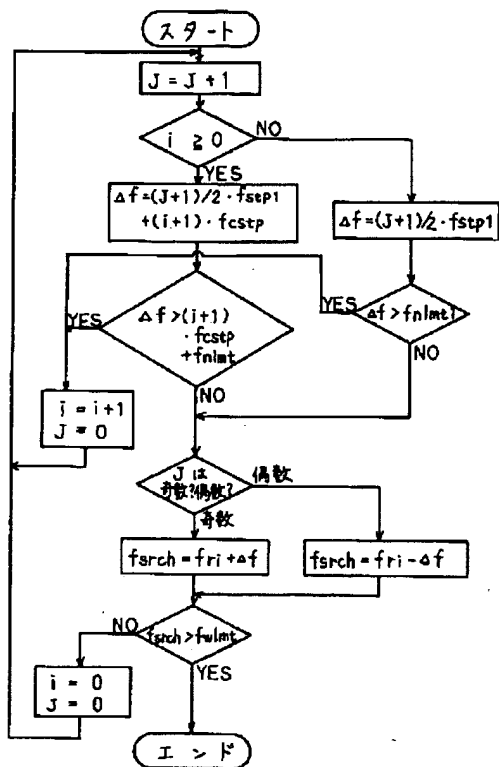 スタート
J = J + 1
i ≧ 0
NO
YES
Δf=(J+1)/2・fstp1
+(i+1)・fcstp
Δf=(J+1)/2・fstp1
YES
Δf>(i+1)
・fcstp
+fnlmt
YES
Δf>fnlmt?
NO
NO
i = i+1
J = 0
Jは
奇数?偶数?
偶数
奇数
fsrch=fri+Δf
fsrch=fri-Δf
NO
fsrch>fwlmt
YES
i = 0
J = 0
エンド